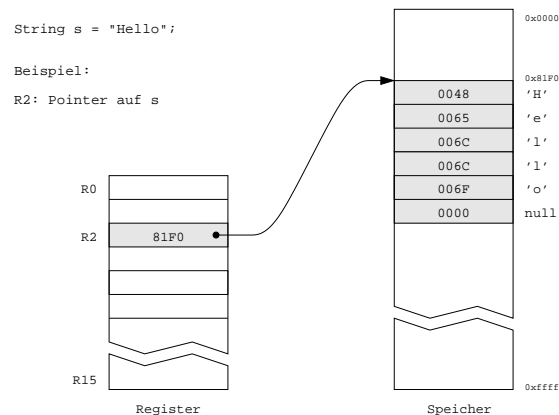 String s = "Hello";
Beispiel:
R2: Pointer auf s
0x0000
0x81F0
0048 'H'
0065 'e'
006C 'l'
006C 'l'
006F 'o'
0000 null
R0
R2 81F0
R15
0xffff
Register
Speicher